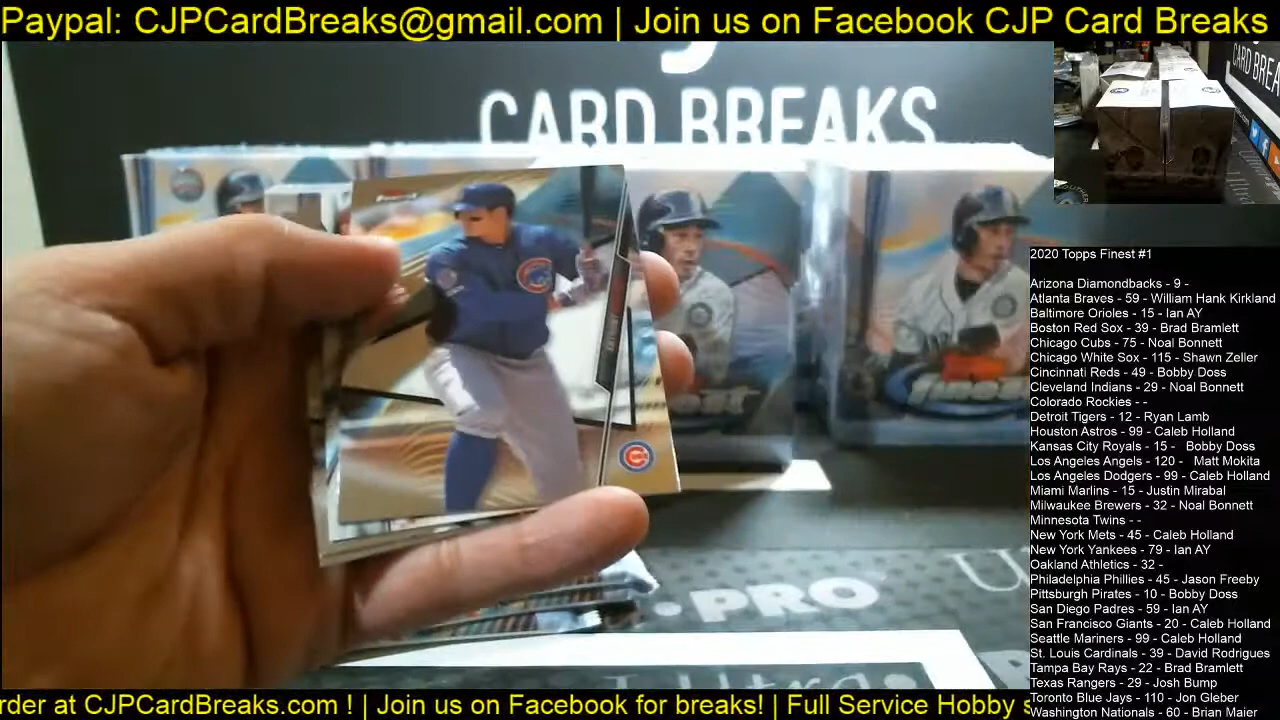 Paypal: CJPCardBreaks@gmail.com | Join us on Facebook CJP Card Breaks
CARD BREAKS
CARD BREA
finest
finest
PRO
2020 Topps Finest #1
Arizona Diamondbacks - 9 -
Atlanta Braves - 59 - William Hank Kirkland
Baltimore Orioles - 15 - Ian AY
Boston Red Sox - 39 - Brad Bramlett
Chicago Cubs - 75 - Noal Bonnett
Chicago White Sox - 115 - Shawn Zeller
Cincinnati Reds - 49 - Bobby Doss
Cleveland Indians - 29 - Noal Bonnett
Colorado Rockies - -
Detroit Tigers - 12 - Ryan Lamb
Houston Astros - 99 - Caleb Holland
Kansas City Royals - 15 -   Bobby Doss
Los Angeles Angels - 120 -   Matt Mokita
Los Angeles Dodgers - 99 - Caleb Holland
Miami Marlins - 15 - Justin Mirabal
Milwaukee Brewers - 32 - Noal Bonnett
Minnesota Twins - -
New York Mets - 45 - Caleb Holland
New York Yankees - 79 - Ian AY
Oakland Athletics - 32 -
Philadelphia Phillies - 45 - Jason Freeby
Pittsburgh Pirates - 10 - Bobby Doss
San Diego Padres - 59 - Ian AY
San Francisco Giants - 20 - Caleb Holland
Seattle Mariners - 99 - Caleb Holland
St. Louis Cardinals - 39 - David Rodrigues
Tampa Bay Rays - 22 - Brad Bramlett
Texas Rangers - 29 - Josh Bump
Toronto Blue Jays - 110 - Jon Gleber
Washington Nationals - 60 - Brian Maier
rder at CJPCardBreaks.com ! | Join us on Facebook for breaks! | Full Service Hobby s